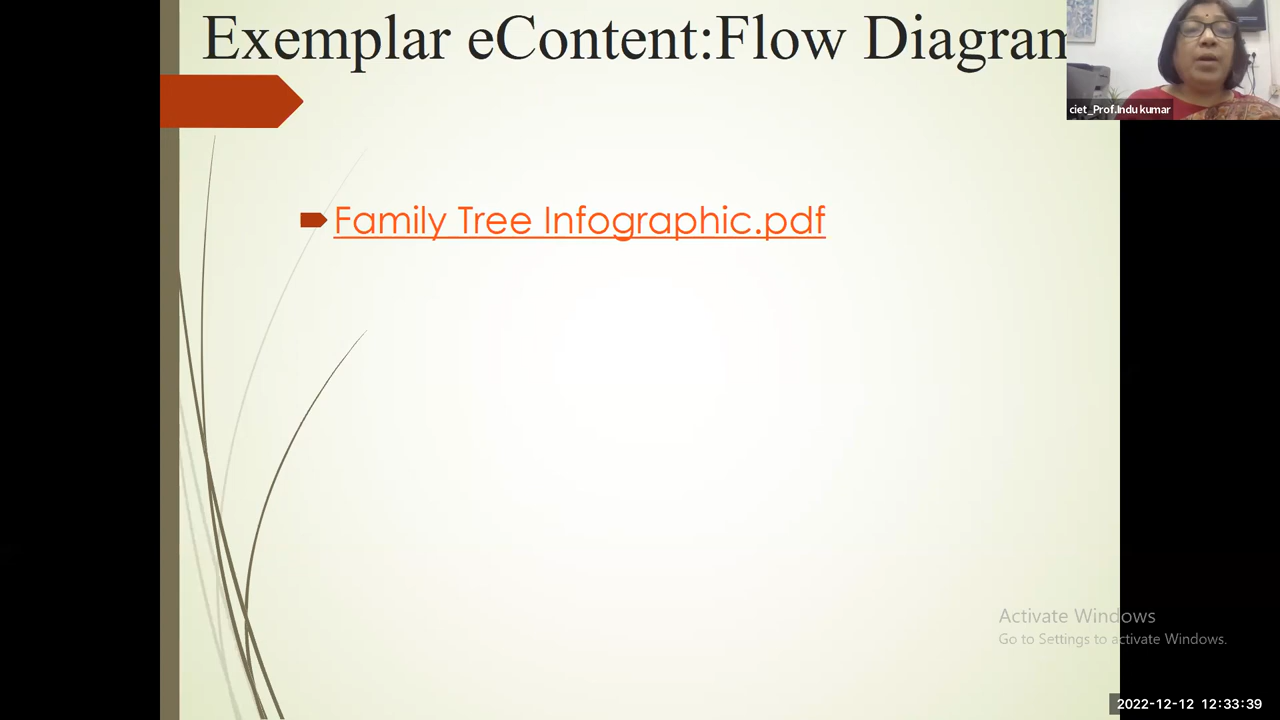 Exemplar eContent:Flow Diagram
ciet_Prof.Indu kumar
Family Tree Infographic.pdf
Activate Windows
Go to Settings to activate Windows.
2022-12-12 12:33:39